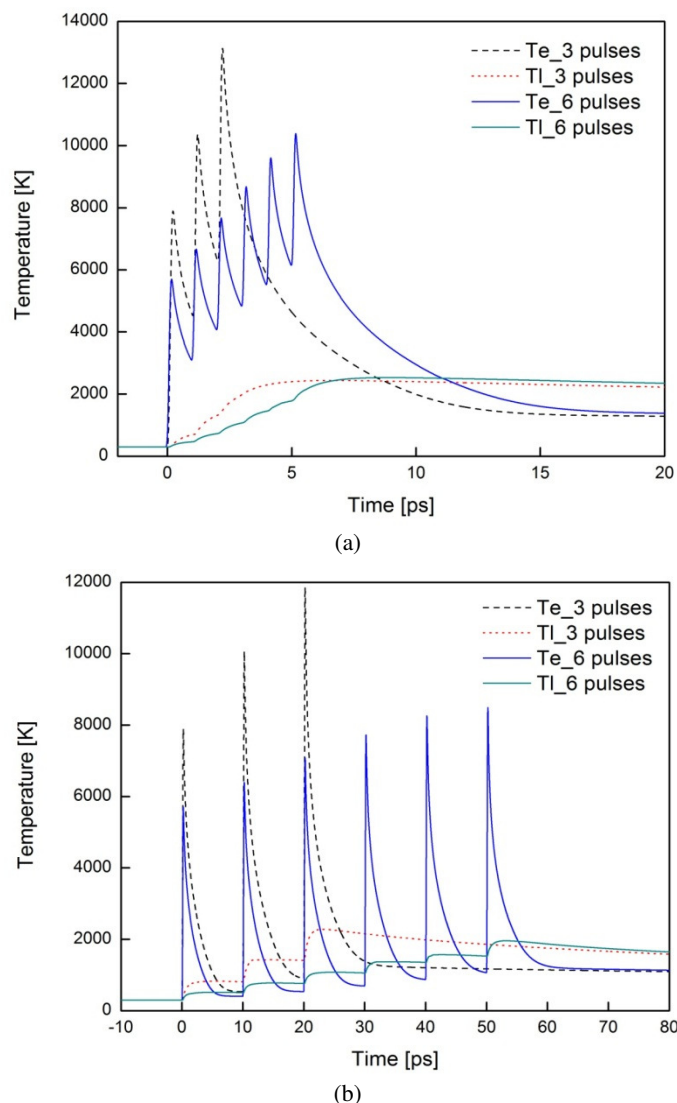 14000
12000
10000
8000
6000
4000
2000
0
Temperature [K]
Te_3 pulses
Tl_3 pulses
Te_6 pulses
Tl_6 pulses
0 5 10 15 20
Time [ps]
(a)
12000
10000
8000
6000
4000
2000
0
Temperature [K]
Te_3 pulses
Tl_3 pulses
Te_6 pulses
Tl_6 pulses
-10 0 10 20 30 40 50 60 70 80
Time [ps]
(b)